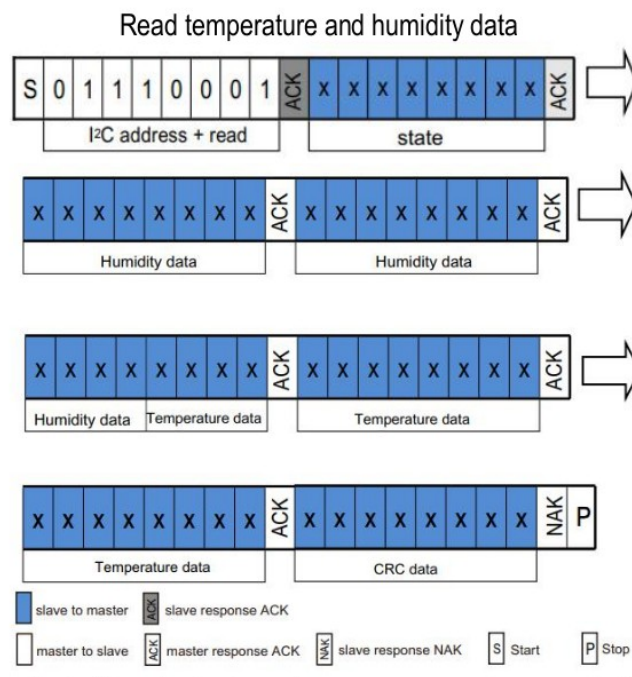 Read temperature and humidity data
S 0 1 1 1 0 0 0 1 ACK X X X X X X X X ACK
I²C address + read state
X X X X X X X X ACK X X X X X X X X ACK
Humidity data Humidity data
X X X X X X X X ACK X X X X X X X X ACK
Humidity data Temperature data Temperature data
X X X X X X X X ACK X X X X X X X X NAK P
Temperature data CRC data
slave to master ACK slave response ACK
master to slave ACK master response ACK NAK slave response NAK S Start P Stop